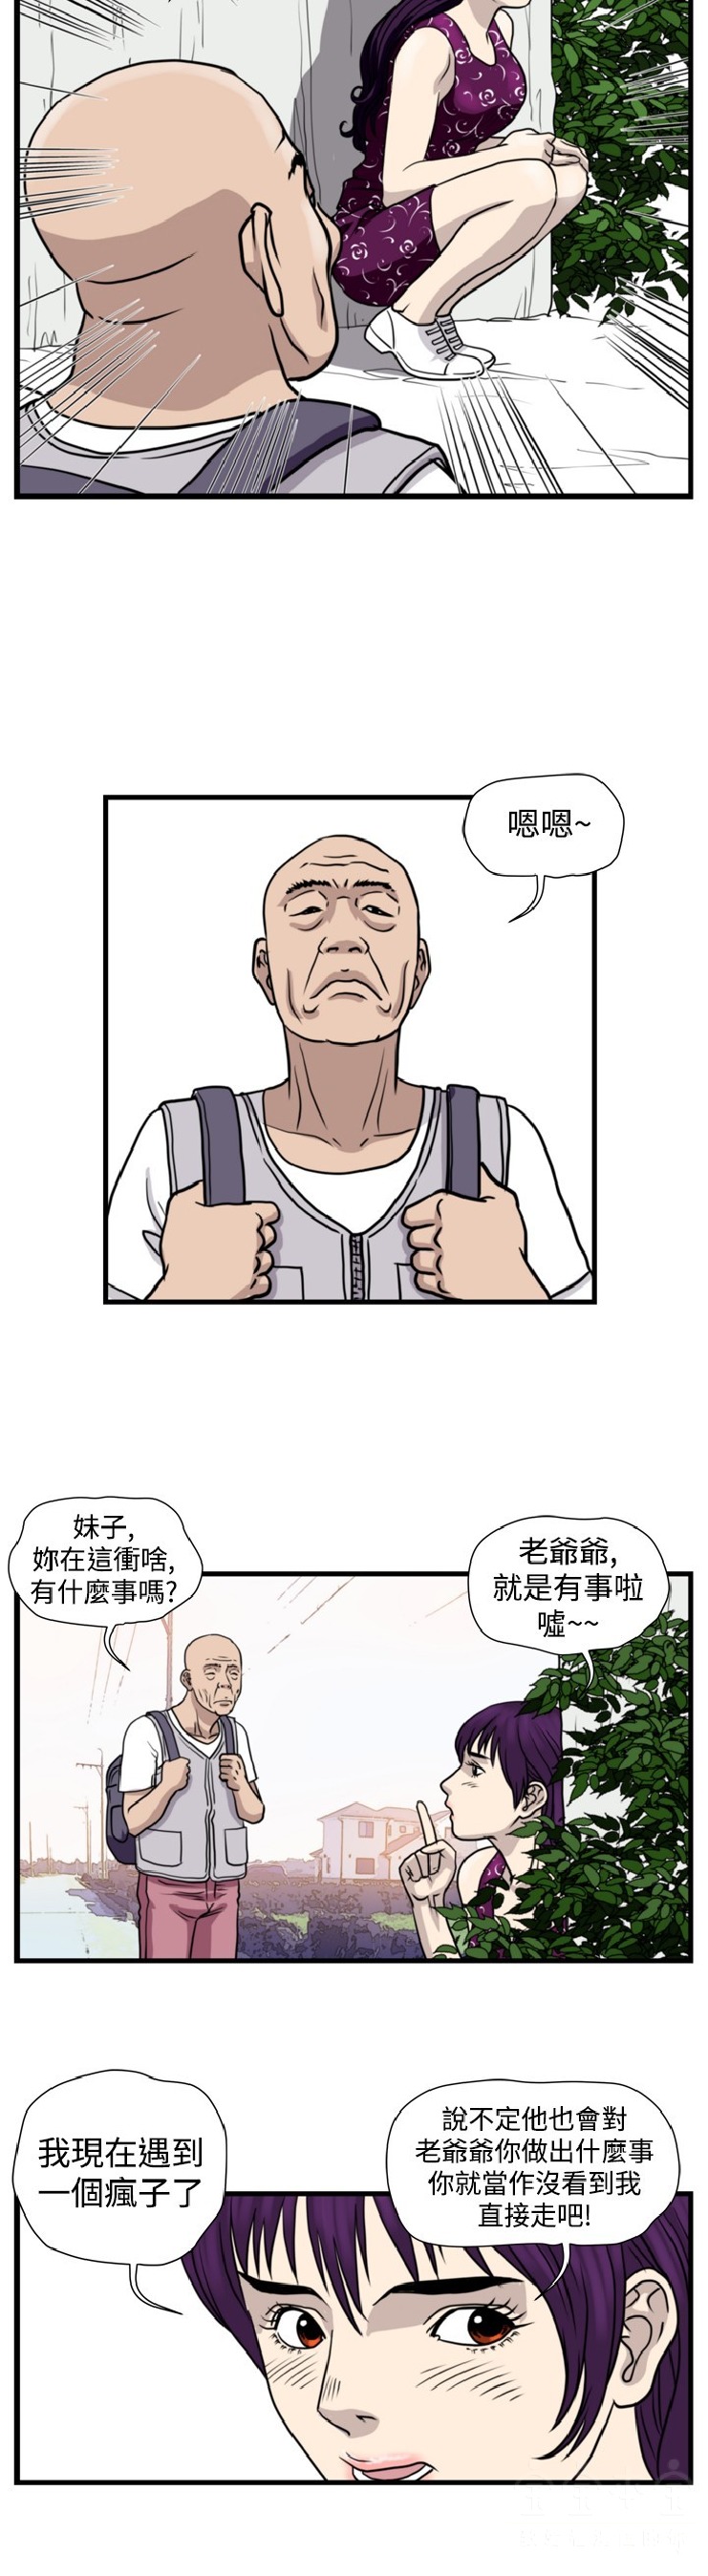 嗯嗯~
妹子,
妳在這衝啥,
有什麼事嗎?
老爺爺,
就是有事啦
噓~~
我現在遇到
一個瘋子了
說不定他也會對
老爺爺你做出什麼事
你就當作沒看到我
直接走吧!